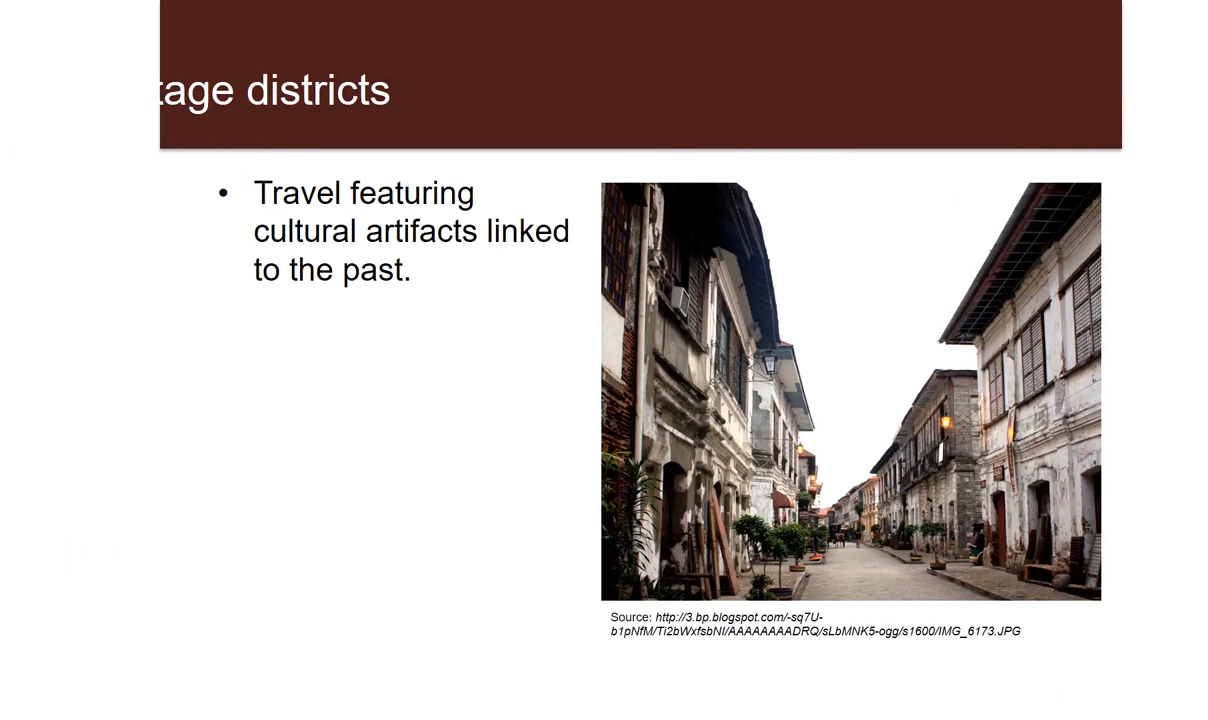 tage districts
• Travel featuring
cultural artifacts linked
to the past.
Source: http://3.bp.blogspot.com/-sq7U-
b1pNfM/Ti2bWxfsbNI/AAAAAAAADRQ/sLbMNK5-ogg/s1600/IMG_6173.JPG